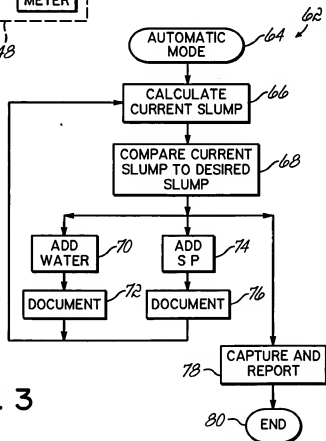 METER
48
62
AUTOMATIC
MODE
64
CALCULATE
CURRENT SLUMP
66
COMPARE CURRENT
SLUMP TO DESIRED
SLUMP
68
ADD
WATER
70
ADD
S P
74
DOCUMENT
72
DOCUMENT
76
CAPTURE AND
REPORT
78
END
80
. 3